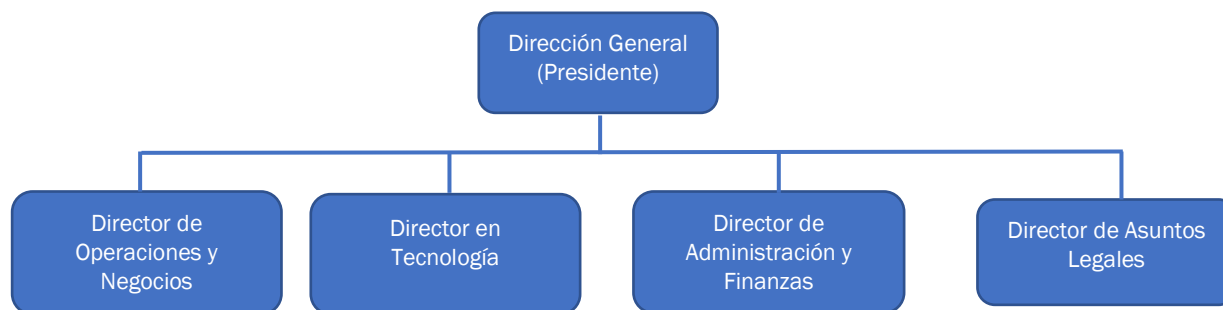 Dirección General
(Presidente)
Director de
Operaciones y
Negocios
Director en
Tecnología
Director de
Administración y
Finanzas
Director de Asuntos
Legales